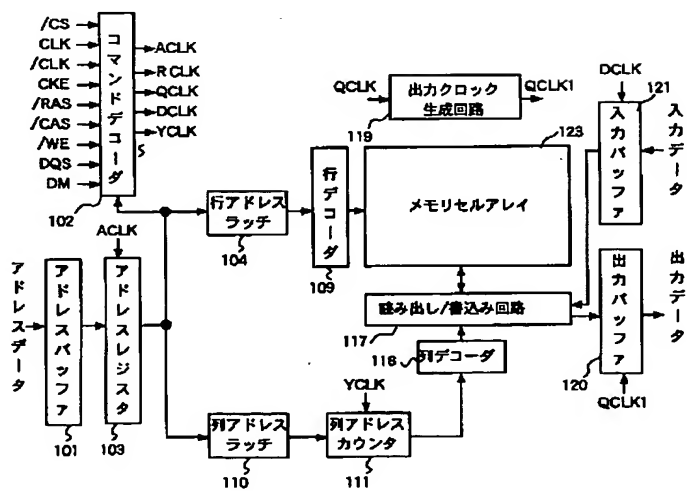 /CS
CLK
/CLK
CKE
/RAS
/CAS
/WE
DQS
DM
コマンドデコーダ
102
ACLK
RCLK
QCLK
DCLK
YCLK
QCLK
出力クロック
生成回路
119
QCLK1
DCLK
121
入力バッファ
入力データ
123
メモリセルアレイ
行アドレス
ラッチ
104
行デコーダ
109
ACLK
アドレスデータ
アドレスバッファ
101
アドレスレジスタ
103
読み出し/書込み回路
117
列デコーダ
118
出力バッファ
出力データ
120
QCLK1
YCLK
列アドレス
ラッチ
110
列アドレス
カウンタ
111